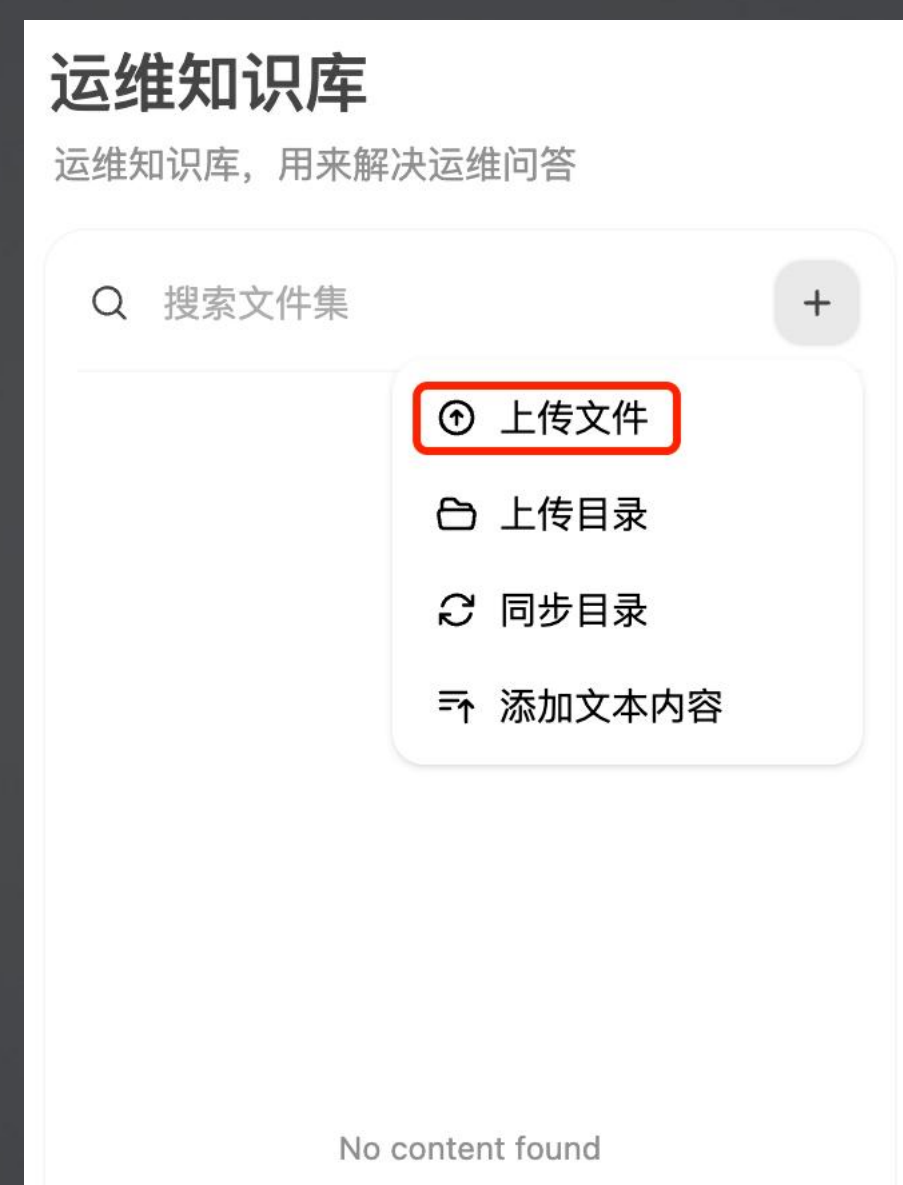 运维知识库
运维知识库，用来解决运维问答
搜索文件集
上传文件
上传目录
同步目录
添加文本内容
No content found